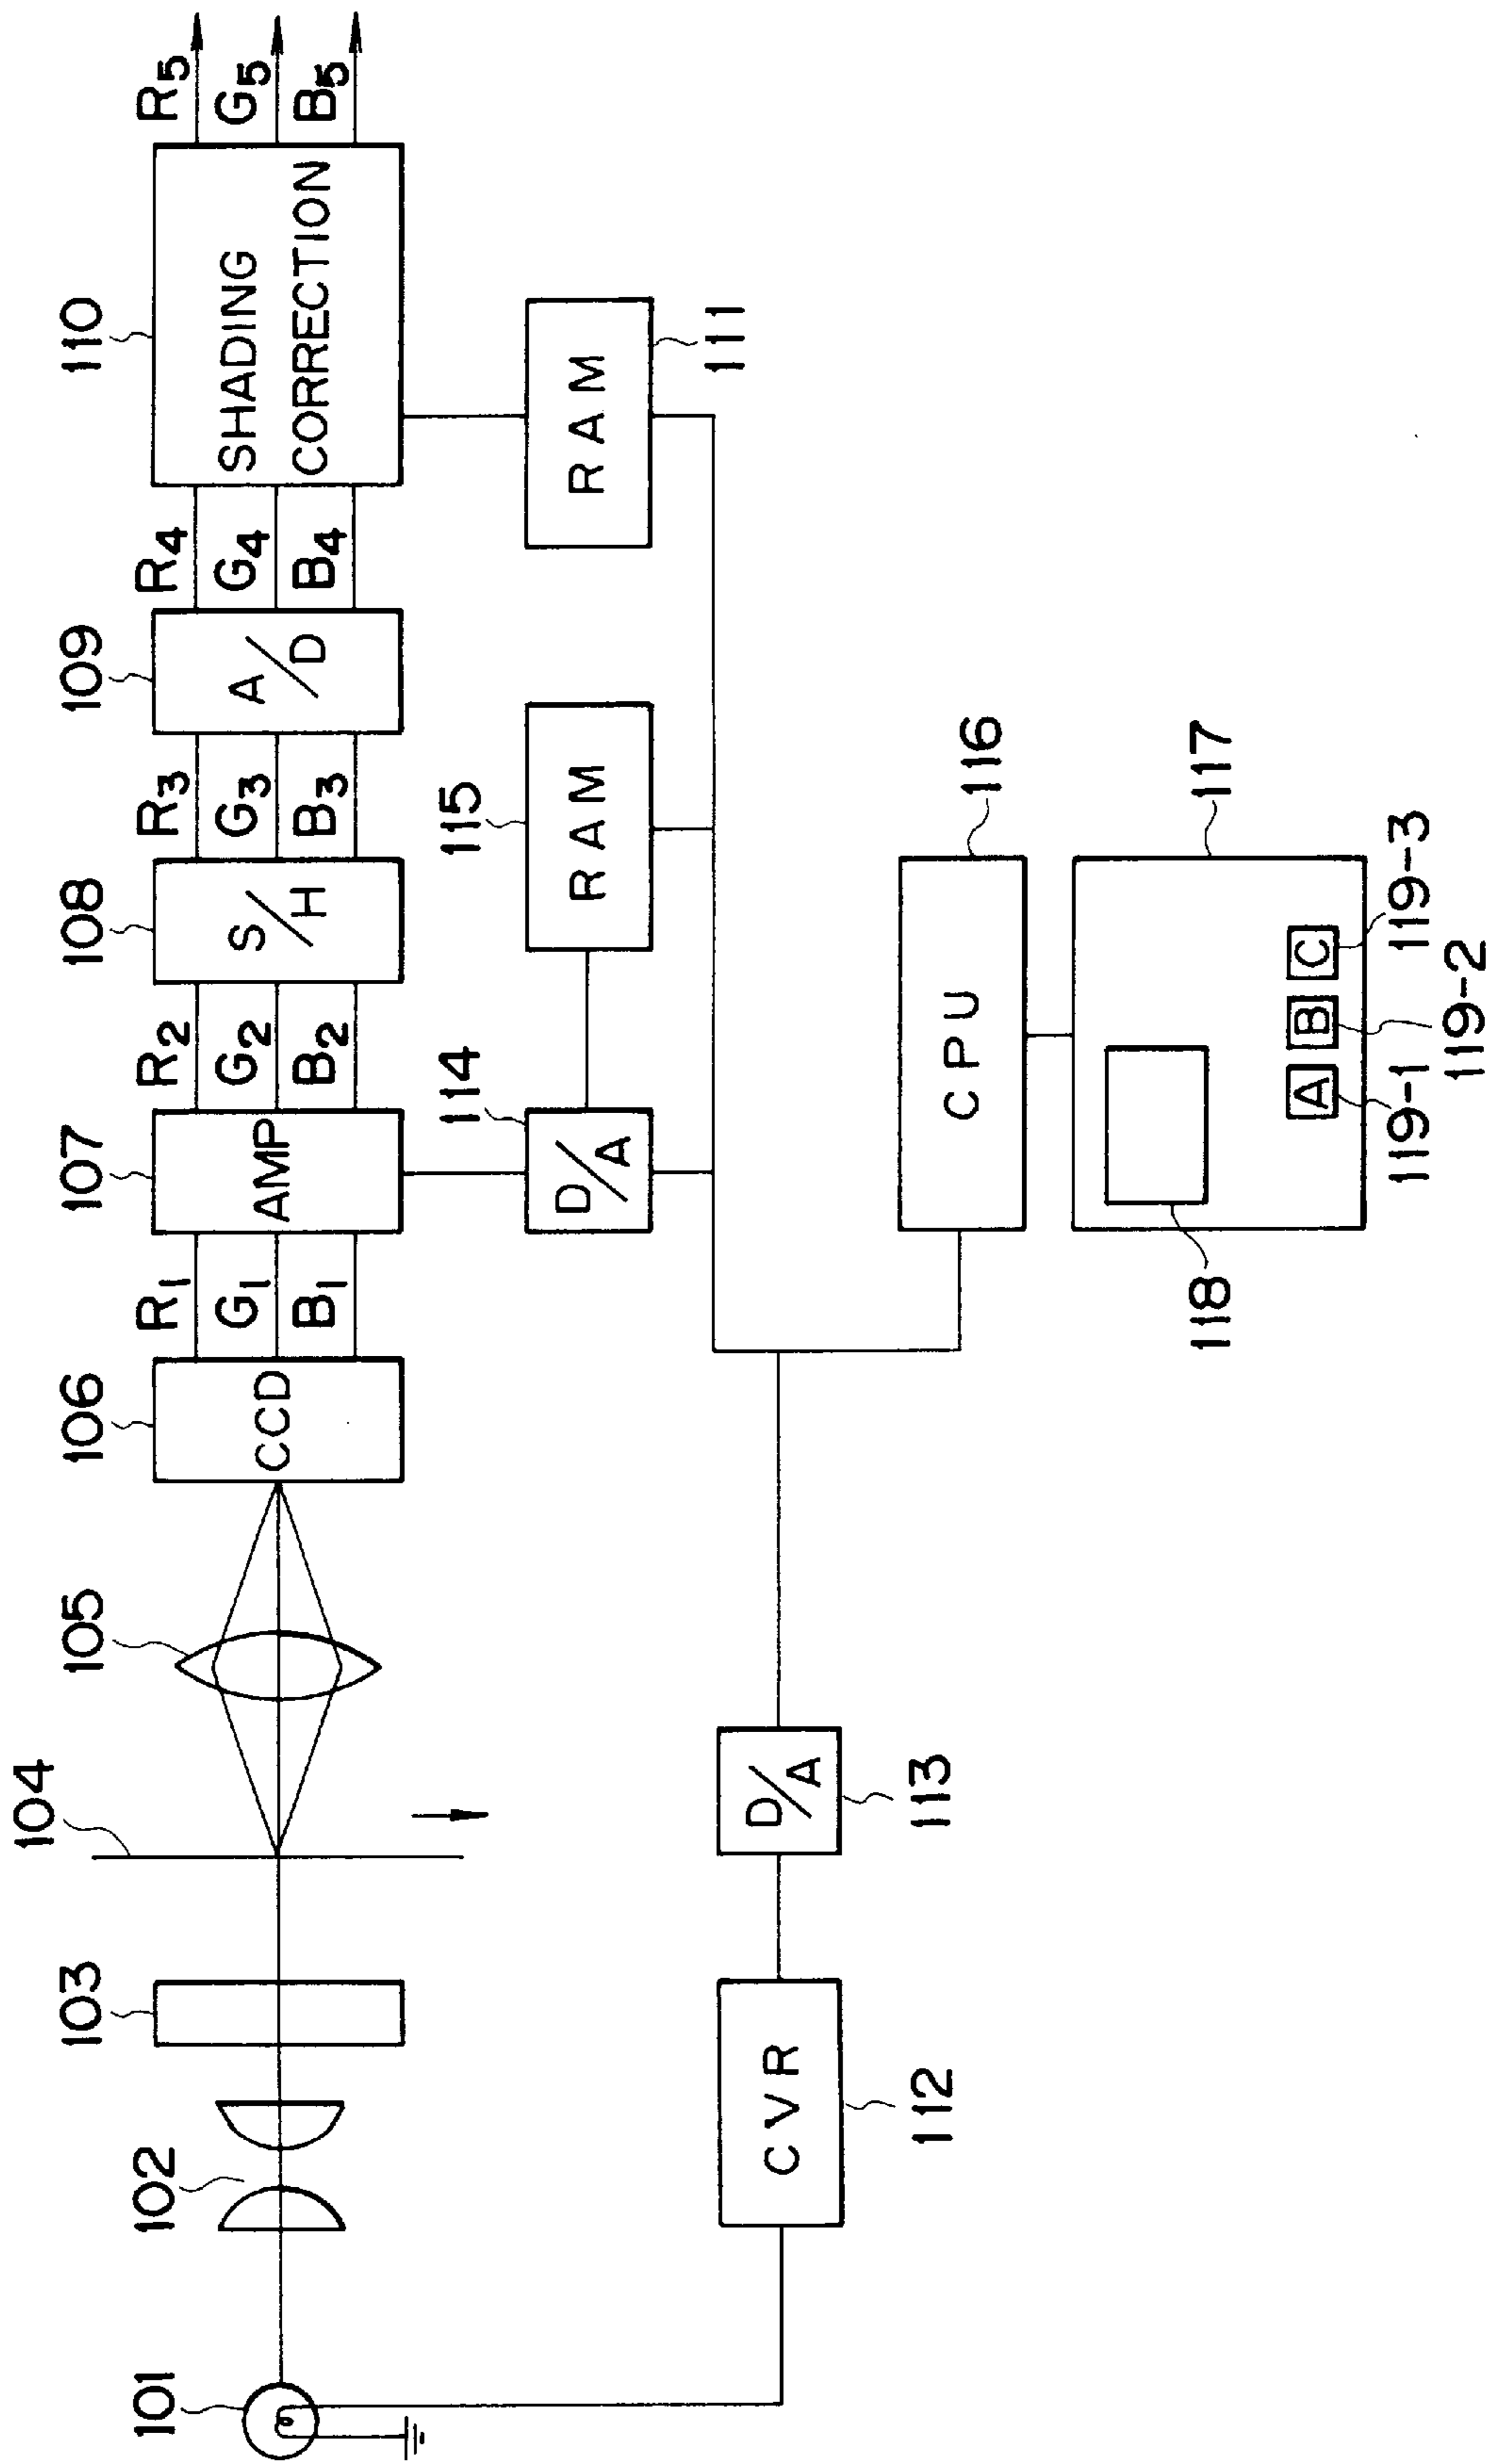 101
102
103
104
105
106
107
108
109
110
CCD
R1
G1
B1
AMP
R2
G2
B2
S/H
R3
G3
B3
A/D
R4
G4
B4
SHADING
CORRECTION
R5
G5
B5
114
D/A
115
RAM
RAM
111
CVR
112
D/A
113
CPU
116
117
118
A
B
C
119-1
119-2
119-3